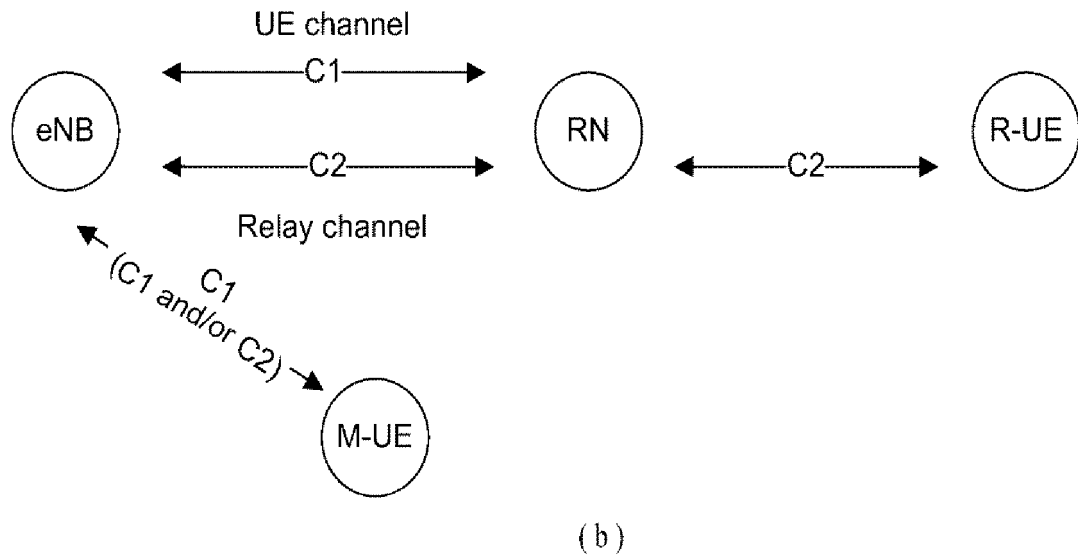 UE channel
C1
eNB
RN
R-UE
C2
C2
Relay channel
C1
(C1 and/or C2)
M-UE
(b)